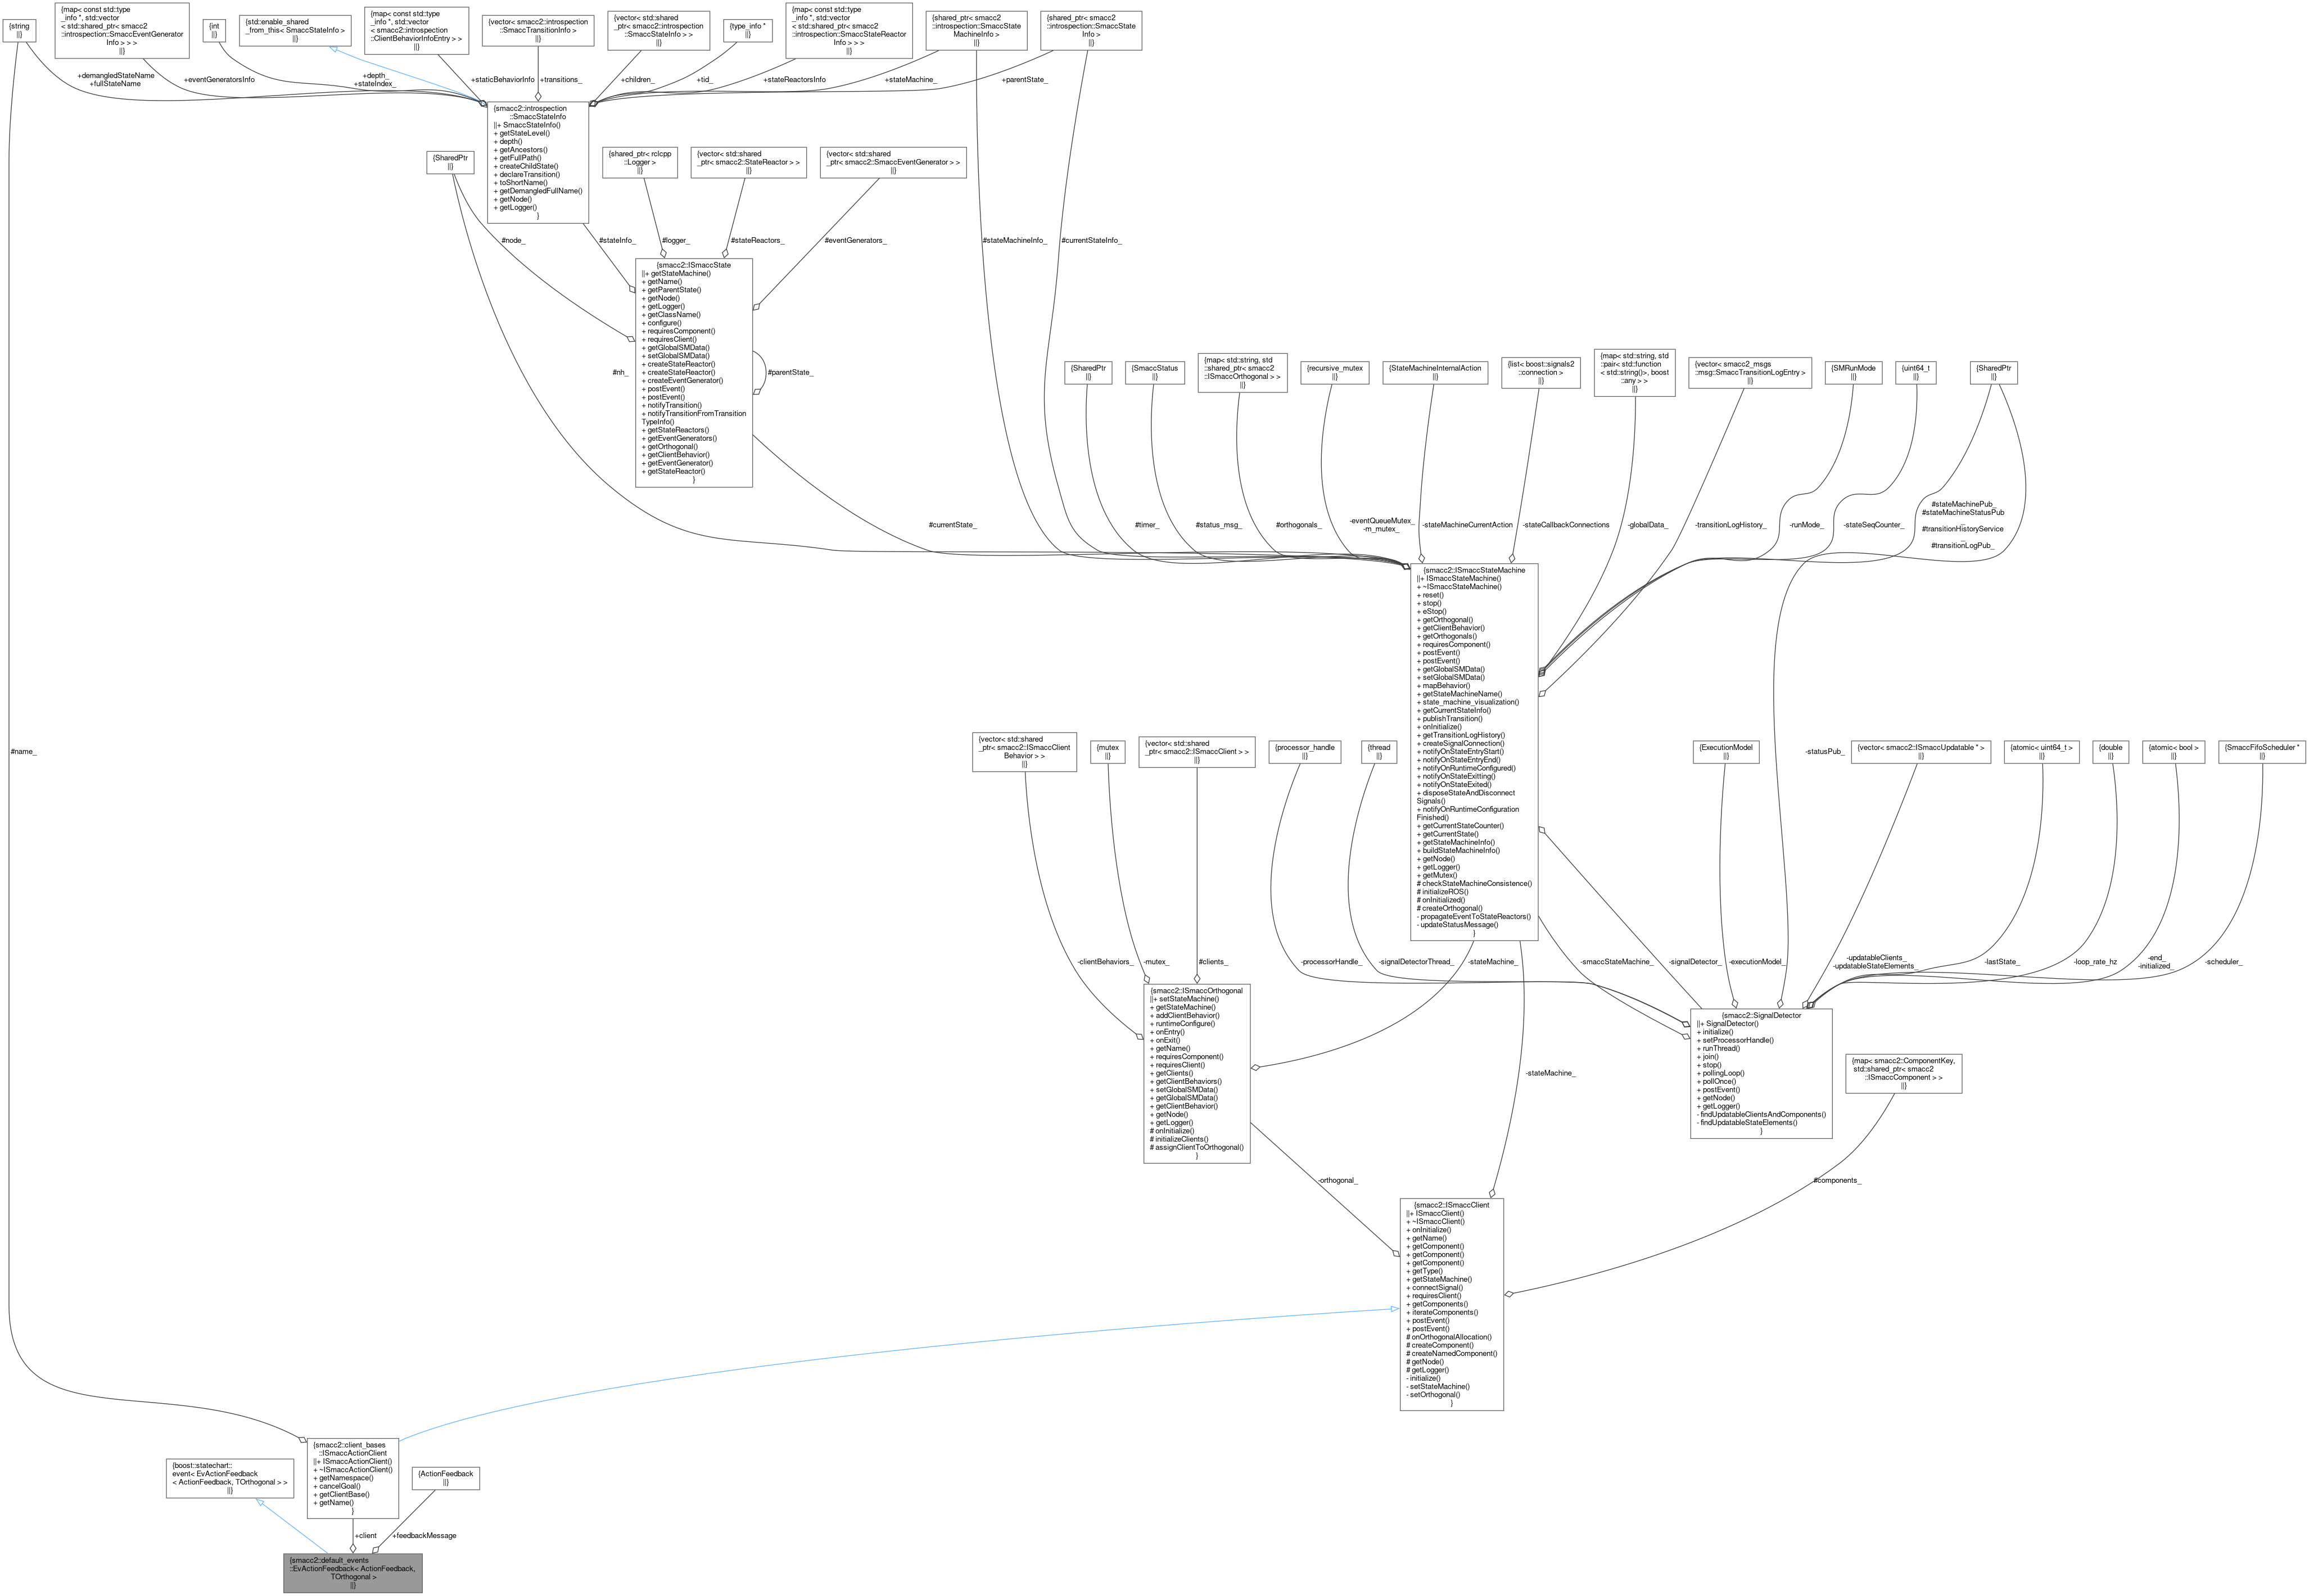 {string
||}
{map< const std::type
_info *, std::vector
< std::shared_ptr< smacc2
::introspection::SmaccEventGenerator
Info > > >
||}
{int
||}
{std::enable_shared
_from_this< SmaccStateInfo >
||}
{map< const std::type
_info *, std::vector
< smacc2::introspection
::ClientBehaviorInfoEntry > >
||}
{vector< smacc2::introspection
::SmaccTransitionInfo >
||}
{vector< std::shared
_ptr< smacc2::introspection
::SmaccStateInfo > >
||}
{type_info *
||}
{map< const std::type
_info *, std::vector
< std::shared_ptr< smacc2
::introspection::SmaccStateReactor
Info > > >
||}
{shared_ptr< smacc2
::introspection::SmaccState
MachineInfo >
||}
{shared_ptr< smacc2
::introspection::SmaccState
Info >
||}
+demangledStateName
+fullStateName
+eventGeneratorsInfo
+depth_
+stateIndex_
+staticBehaviorInfo
+transitions_
+children_
+tid_
+stateReactorsInfo
+stateMachine_
+parentState_
{smacc2::introspection
::SmaccStateInfo
||+ SmaccStateInfo()
+ getStateLevel()
+ depth()
+ getAncestors()
+ getFullPath()
+ createChildState()
+ declareTransition()
+ toShortName()
+ getDemangledFullName()
+ getNode()
+ getLogger()
}
{SharedPtr
||}
{shared_ptr< rclcpp
::Logger >
||}
{vector< std::shared
_ptr< smacc2::StateReactor > >
||}
{vector< std::shared
_ptr< smacc2::SmaccEventGenerator > >
||}
#node_
#stateInfo_
#logger_
#stateReactors_
#eventGenerators_
#stateMachineInfo_
#currentStateInfo_
{smacc2::ISmaccState
||+ getStateMachine()
+ getName()
+ getParentState()
+ getNode()
+ getLogger()
+ getClassName()
+ configure()
+ requiresComponent()
+ requiresClient()
+ getGlobalSMData()
+ setGlobalSMData()
+ createStateReactor()
+ createStateReactor()
+ createEventGenerator()
+ postEvent()
+ postEvent()
+ notifyTransition()
+ notifyTransitionFromTransition
TypeInfo()
+ getStateReactors()
+ getEventGenerators()
+ getOrthogonal()
+ getClientBehavior()
+ getEventGenerator()
+ getStateReactor()
}
#nh_
#parentState_
{SharedPtr
||}
{SmaccStatus
||}
{map< std::string, std
::shared_ptr< smacc2
::ISmaccOrthogonal > >
||}
{recursive_mutex
||}
{StateMachineInternalAction
||}
{list< boost::signals2
::connection >
||}
{map< std::string, std
::pair< std::function
< std::string()>, boost
::any > >
||}
{vector< smacc2_msgs
::msg::SmaccTransitionLogEntry >
||}
{SMRunMode
||}
{uint64_t
||}
{SharedPtr
||}
#currentState_
#timer_
#status_msg_
#orthogonals_
-eventQueueMutex_
-m_mutex_
-stateMachineCurrentAction
-stateCallbackConnections
-globalData_
-transitionLogHistory_
-runMode_
-stateSeqCounter_
#stateMachinePub_
#stateMachineStatusPub
_
#transitionHistoryService
_
#transitionLogPub_
{smacc2::ISmaccStateMachine
||+ ISmaccStateMachine()
+ ~ISmaccStateMachine()
+ reset()
+ stop()
+ eStop()
+ getOrthogonal()
+ getClientBehavior()
+ getOrthogonals()
+ requiresComponent()
+ postEvent()
+ postEvent()
+ getGlobalSMData()
+ setGlobalSMData()
+ mapBehavior()
+ getStateMachineName()
+ state_machine_visualization()
+ getCurrentStateInfo()
+ publishTransition()
+ onInitialize()
+ getTransitionLogHistory()
+ createSignalConnection()
+ notifyOnStateEntryStart()
+ notifyOnStateEntryEnd()
+ notifyOnRuntimeConfigured()
+ notifyOnStateExitting()
+ notifyOnStateExited()
+ disposeStateAndDisconnect
Signals()
+ notifyOnRuntimeConfiguration
Finished()
+ getCurrentStateCounter()
+ getCurrentState()
+ getStateMachineInfo()
+ buildStateMachineInfo()
+ getNode()
+ getLogger()
+ getMutex()
# checkStateMachineConsistence()
# initializeROS()
# onInitialized()
# createOrthogonal()
- propagateEventToStateReactors()
- updateStatusMessage()
}
#name_
{vector< std::shared
_ptr< smacc2::ISmaccClient
Behavior > >
||}
{mutex
||}
{vector< std::shared
_ptr< smacc2::ISmaccClient > >
||}
{processor_handle
||}
{thread
||}
{ExecutionModel
||}
-statusPub_
{vector< smacc2::ISmaccUpdatable * >
||}
{atomic< uint64_t >
||}
{double
||}
{atomic< bool >
||}
{SmaccFifoScheduler *
||}
-clientBehaviors_
-mutex_
#clients_
-processorHandle_
-signalDetectorThread_
-stateMachine_
-smaccStateMachine_
-signalDetector_
-executionModel_
-updatableClients_
-updatableStateElements_
-lastState_
-loop_rate_hz
-end_
-initialized_
-scheduler_
{smacc2::ISmaccOrthogonal
||+ setStateMachine()
+ getStateMachine()
+ addClientBehavior()
+ runtimeConfigure()
+ onEntry()
+ onExit()
+ getName()
+ requiresComponent()
+ requiresClient()
+ getClients()
+ getClientBehaviors()
+ setGlobalSMData()
+ getGlobalSMData()
+ getClientBehavior()
+ getNode()
+ getLogger()
# onInitialize()
# initializeClients()
# assignClientToOrthogonal()
}
{smacc2::SignalDetector
||+ SignalDetector()
+ initialize()
+ setProcessorHandle()
+ runThread()
+ join()
+ stop()
+ pollingLoop()
+ pollOnce()
+ postEvent()
+ getNode()
+ getLogger()
- findUpdatableClientsAndComponents()
- findUpdatableStateElements()
}
-stateMachine_
{map< smacc2::ComponentKey,
std::shared_ptr< smacc2
::ISmaccComponent > >
||}
-orthogonal_
#components_
{smacc2::ISmaccClient
||+ ISmaccClient()
+ ~ISmaccClient()
+ onInitialize()
+ getName()
+ getComponent()
+ getComponent()
+ getComponent()
+ getType()
+ getStateMachine()
+ connectSignal()
+ requiresClient()
+ getComponents()
+ iterateComponents()
+ postEvent()
+ postEvent()
# onOrthogonalAllocation()
# createComponent()
# createNamedComponent()
# getNode()
# getLogger()
- initialize()
- setStateMachine()
- setOrthogonal()
}
{boost::statechart::
event< EvActionFeedback
< ActionFeedback, TOrthogonal > >
||}
{smacc2::client_bases
::ISmaccActionClient
||+ ISmaccActionClient()
+ ~ISmaccActionClient()
+ getNamespace()
+ cancelGoal()
+ getClientBase()
+ getName()
}
{ActionFeedback
||}
+client
+feedbackMessage
{smacc2::default_events
::EvActionFeedback< ActionFeedback,
TOrthogonal >
||}